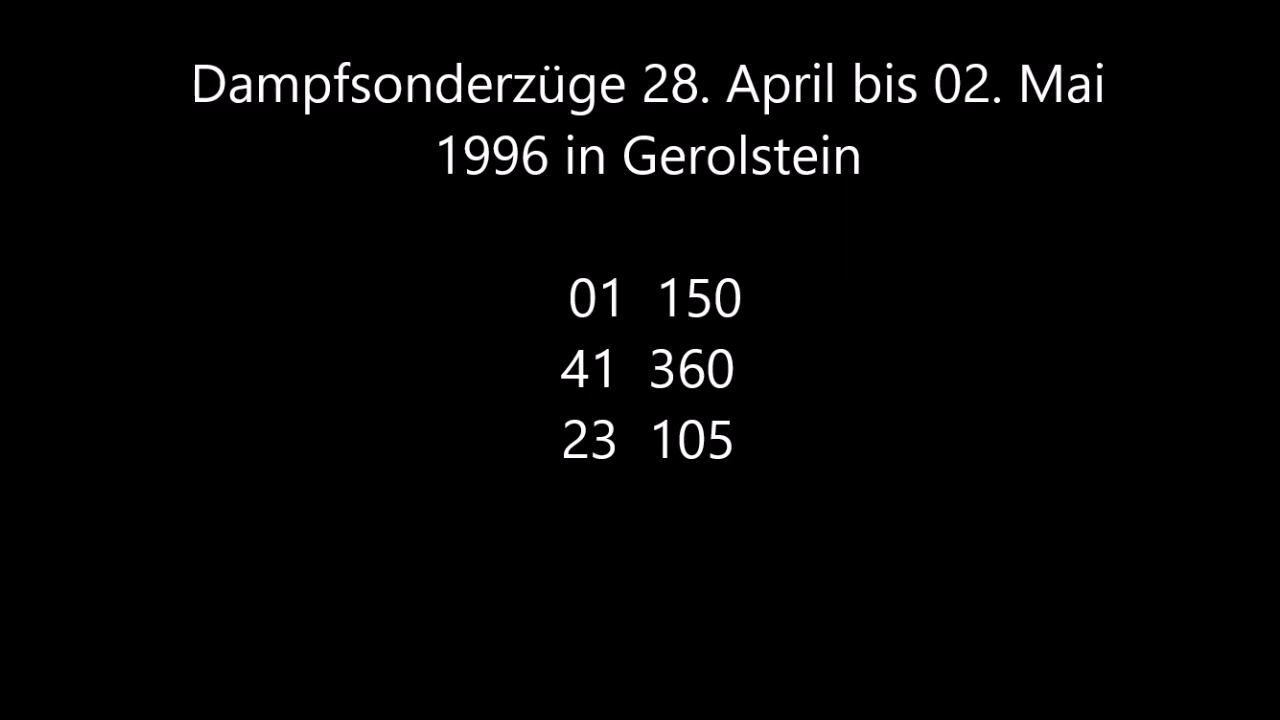 Dampfsonderzüge 28. April bis 02. Mai
1996 in Gerolstein
01 150
41 360
23 105